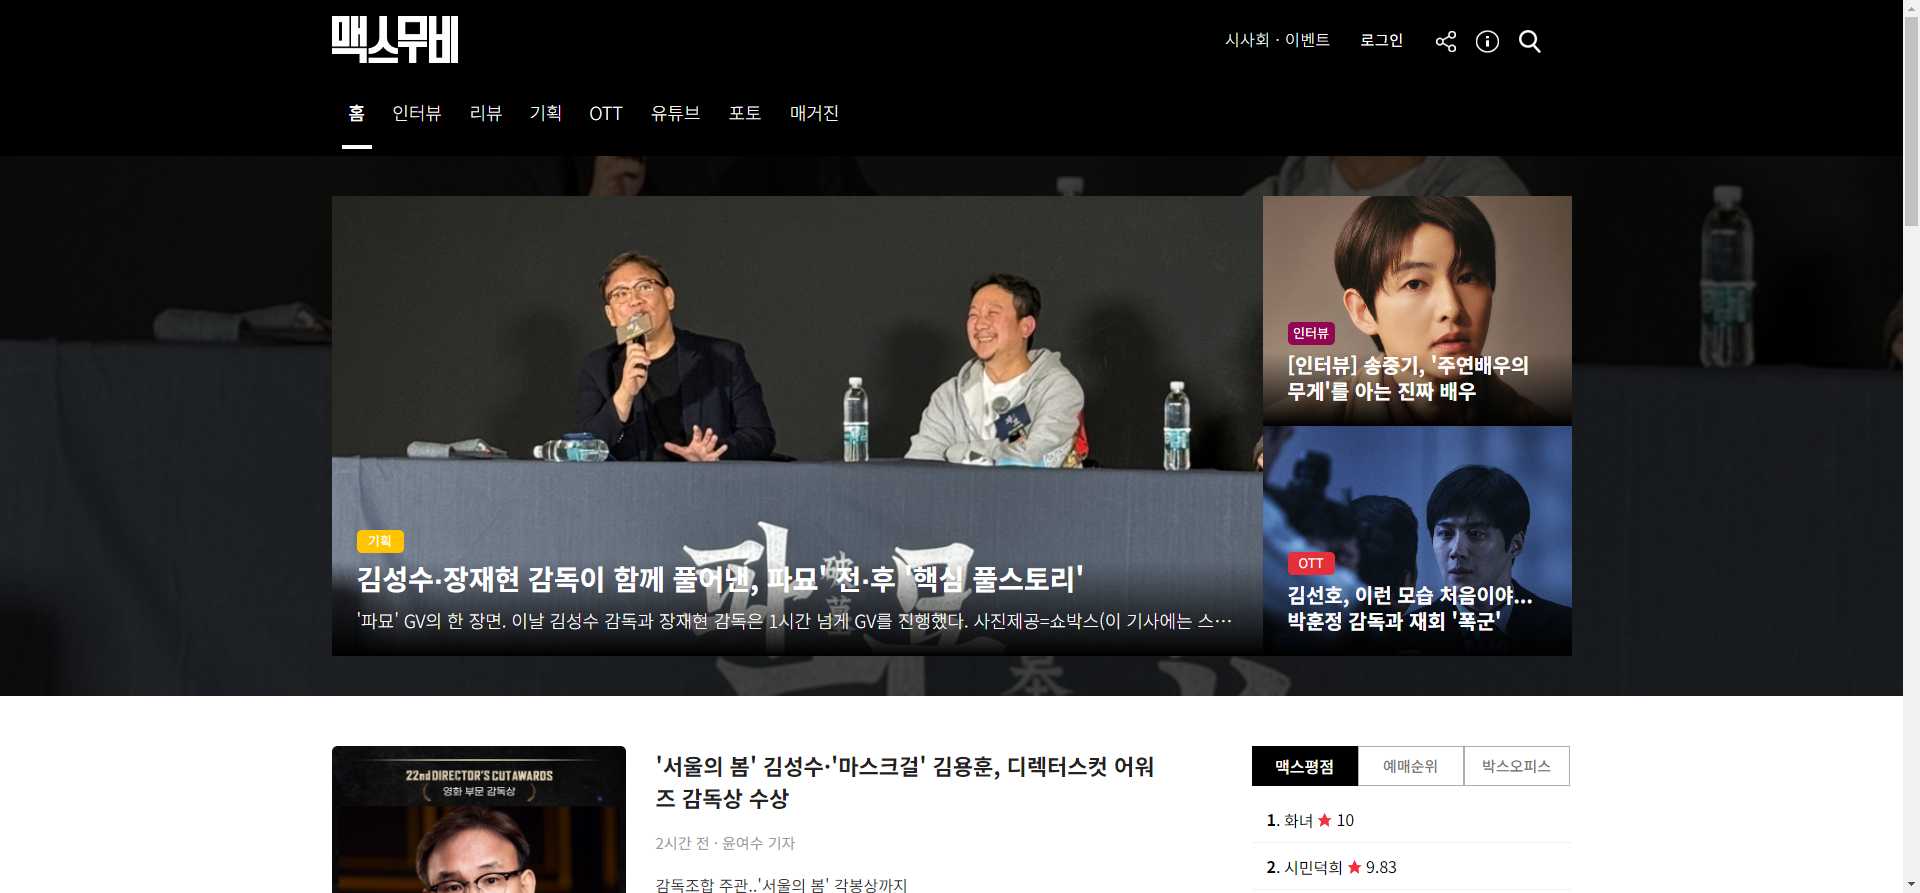 맥스무비
시사회 · 이벤트
로그인
홈
인터뷰
리뷰
기획
OTT
유튜브
포토
매거진
기획
김성수·장재현 감독이 함께 풀어낸, '파묘' 전·후 '핵심 풀스토리'
'파묘' GV의 한 장면. 이날 김성수 감독과 장재현 감독은 1시간 넘게 GV를 진행했다. 사진제공=쇼박스(이 기사에는 스…
파묘
破墓
인터뷰
[인터뷰] 송중기, '주연배우의
무게'를 아는 진짜 배우
OTT
김선호, 이런 모습 처음이야...
박훈정 감독과 재회 '폭군'
22nd DIRECTOR'S CUT AWARDS
영화 부문 감독상
'서울의 봄' 김성수·'마스크걸' 김용훈, 디렉터스컷 어워
즈 감독상 수상
2시간 전 · 윤여수 기자
감독조합 주관..'서울의 봄' 각본상까지
맥스평점
예매순위
박스오피스
1. 화녀 ★ 10
2. 시민덕희 ★ 9.83